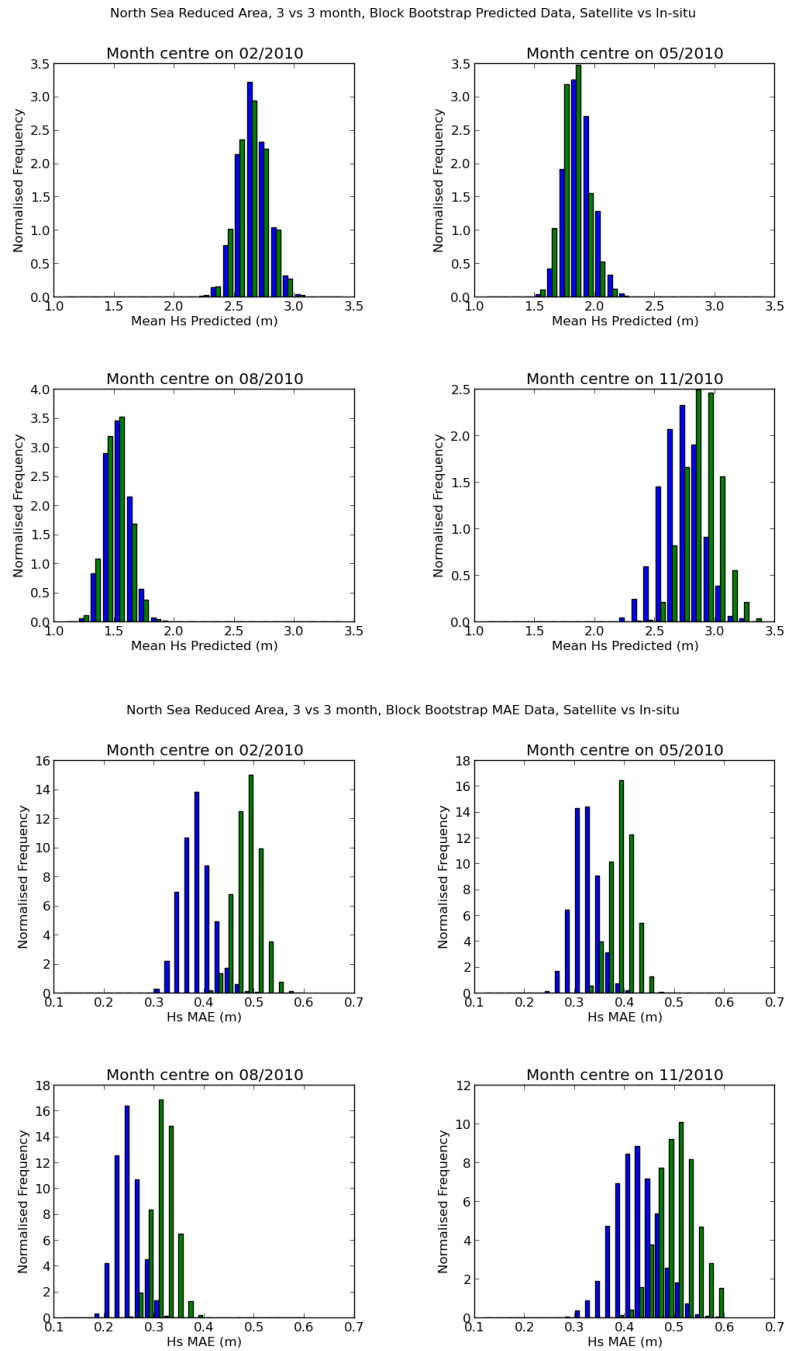 North Sea Reduced Area, 3 vs 3 month, Block Bootstrap Predicted Data, Satellite vs In-situ
Month centre on 02/2010
Month centre on 05/2010
3.5
3.0
2.5
2.0
1.5
1.0
0.5
0.0
Normalised Frequency
1.0 1.5 2.0 2.5 3.0 3.5
Mean Hs Predicted (m)
3.5
3.0
2.5
2.0
1.5
1.0
0.5
0.0
Normalised Frequency
1.0 1.5 2.0 2.5 3.0 3.5
Mean Hs Predicted (m)
Month centre on 08/2010
Month centre on 11/2010
4.0
3.5
3.0
2.5
2.0
1.5
1.0
0.5
0.0
Normalised Frequency
1.0 1.5 2.0 2.5 3.0 3.5
Mean Hs Predicted (m)
2.5
2.0
1.5
1.0
0.5
0.0
Normalised Frequency
1.0 1.5 2.0 2.5 3.0 3.5
Mean Hs Predicted (m)
North Sea Reduced Area, 3 vs 3 month, Block Bootstrap MAE Data, Satellite vs In-situ
Month centre on 02/2010
Month centre on 05/2010
16
14
12
10
8
6
4
2
0
Normalised Frequency
0.1 0.2 0.3 0.4 0.5 0.6 0.7
Hs MAE (m)
18
16
14
12
10
8
6
4
2
0
Normalised Frequency
0.1 0.2 0.3 0.4 0.5 0.6 0.7
Hs MAE (m)
Month centre on 08/2010
Month centre on 11/2010
18
16
14
12
10
8
6
4
2
0
Normalised Frequency
0.1 0.2 0.3 0.4 0.5 0.6 0.7
Hs MAE (m)
12
10
8
6
4
2
0
Normalised Frequency
0.1 0.2 0.3 0.4 0.5 0.6 0.7
Hs MAE (m)